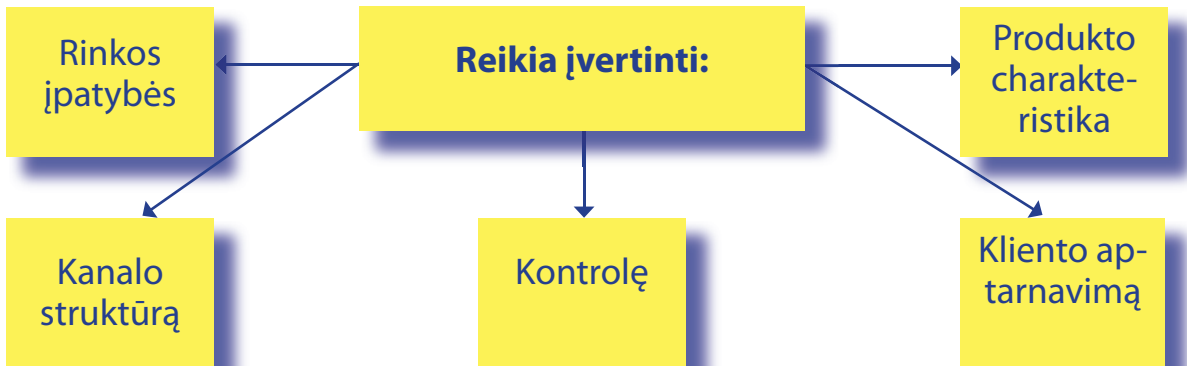 Rinkos
įpatybės
Reikia įvertinti:
Produkto
charakte-
ristika
Kanalo
struktūrą
Kontrolę
Kliento ap-
tarnavimą